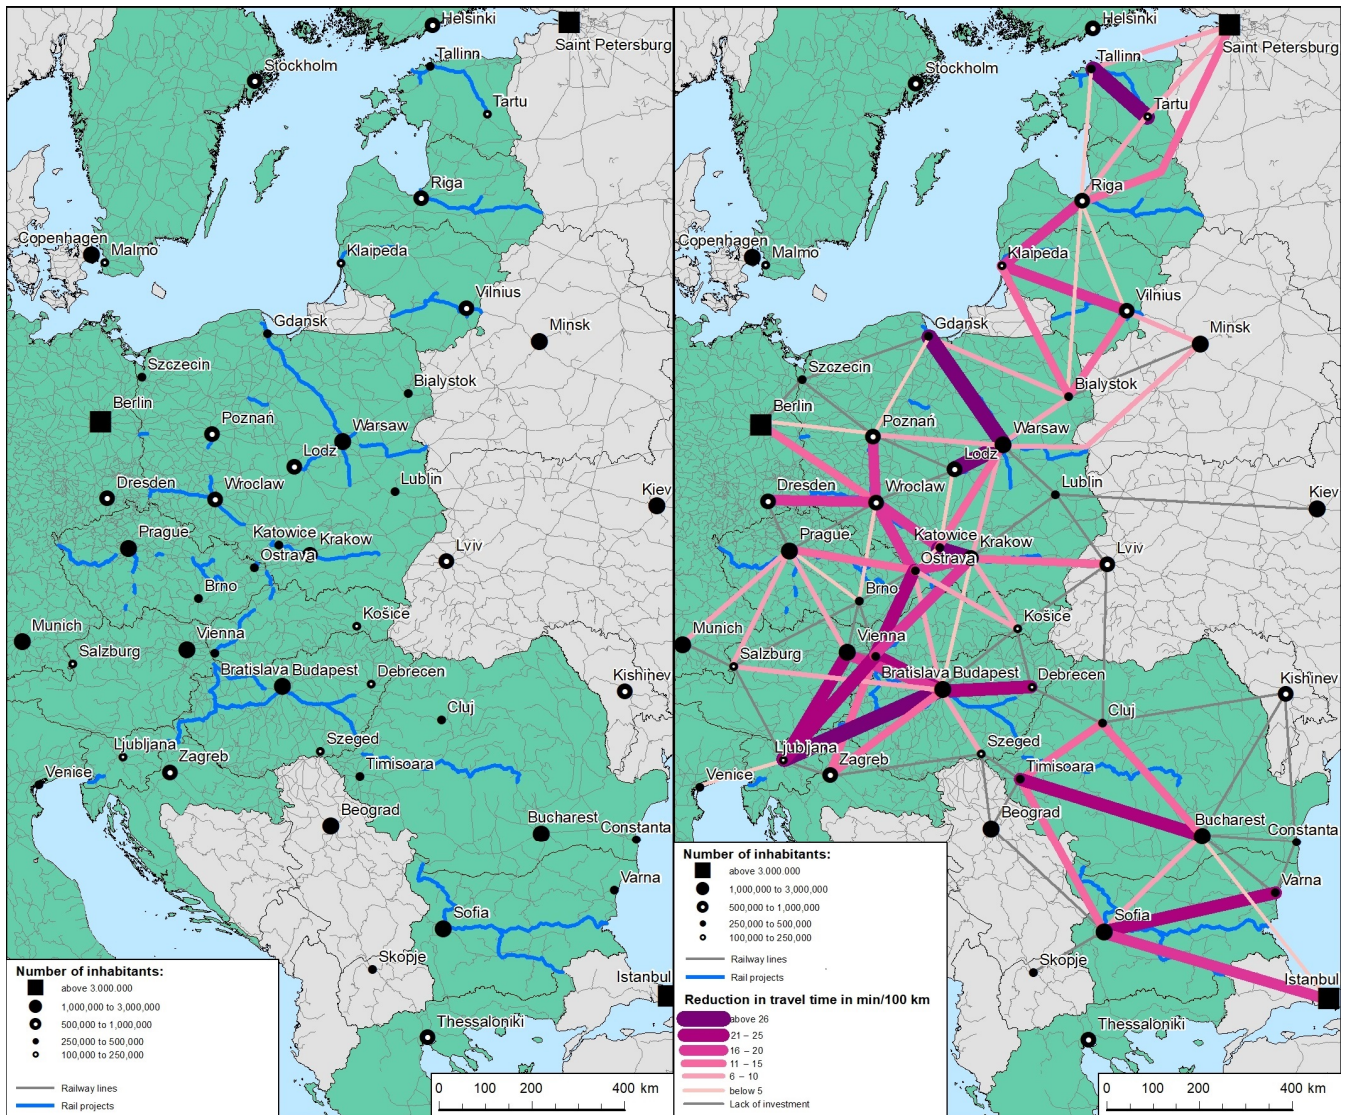 Helsinki
Saint Petersburg
Stockholm
Tallinn
Tartu
Riga
Copenhagen
Malmo
Klaipeda
Vilnius
Gdansk
Minsk
Szczecin
Bialystok
Berlin
Poznań
Warsaw
Lodz
Dresden
Wroclaw
Lublin
Kiev
Prague
Katowice
Krakow
Ostrava
Lviv
Brno
Košice
Munich
Vienna
Salzburg
Bratislava
Budapest
Debrecen
Kishinev
Cluj
Ljubljana
Szeged
Zagreb
Venice
Timisoara
Beograd
Bucharest
Constanta
Varna
Sofia
Skopje
Istanbul
Thessaloniki
Number of inhabitants:
above 3.000.000
1,000,000 to 3,000,000
500,000 to 1,000,000
250,000 to 500,000
100,000 to 250,000
Railway lines
Rail projects
0 100 200 400 km
Helsinki
Saint Petersburg
Stockholm
Tallinn
Tartu
Riga
Copenhagen
Malmo
Klaipeda
Vilnius
Gdansk
Minsk
Szczecin
Bialystok
Berlin
Poznań
Warsaw
Lodz
Dresden
Wroclaw
Lublin
Kiev
Prague
Katowice
Krakow
Ostrava
Lviv
Brno
Košice
Munich
Vienna
Salzburg
Bratislava
Budapest
Debrecen
Kishinev
Cluj
Ljubljana
Szeged
Zagreb
Venice
Timisoara
Beograd
Bucharest
Constanta
Varna
Sofia
Skopje
Istanbul
Thessaloniki
Number of inhabitants:
above 3.000.000
1,000,000 to 3,000,000
500,000 to 1,000,000
250,000 to 500,000
100,000 to 250,000
Railway lines
Rail projects
Reduction in travel time in min/100 km
above 26
21 – 25
16 – 20
11 – 15
6 – 10
below 5
Lack of investment
0 100 200 400 km